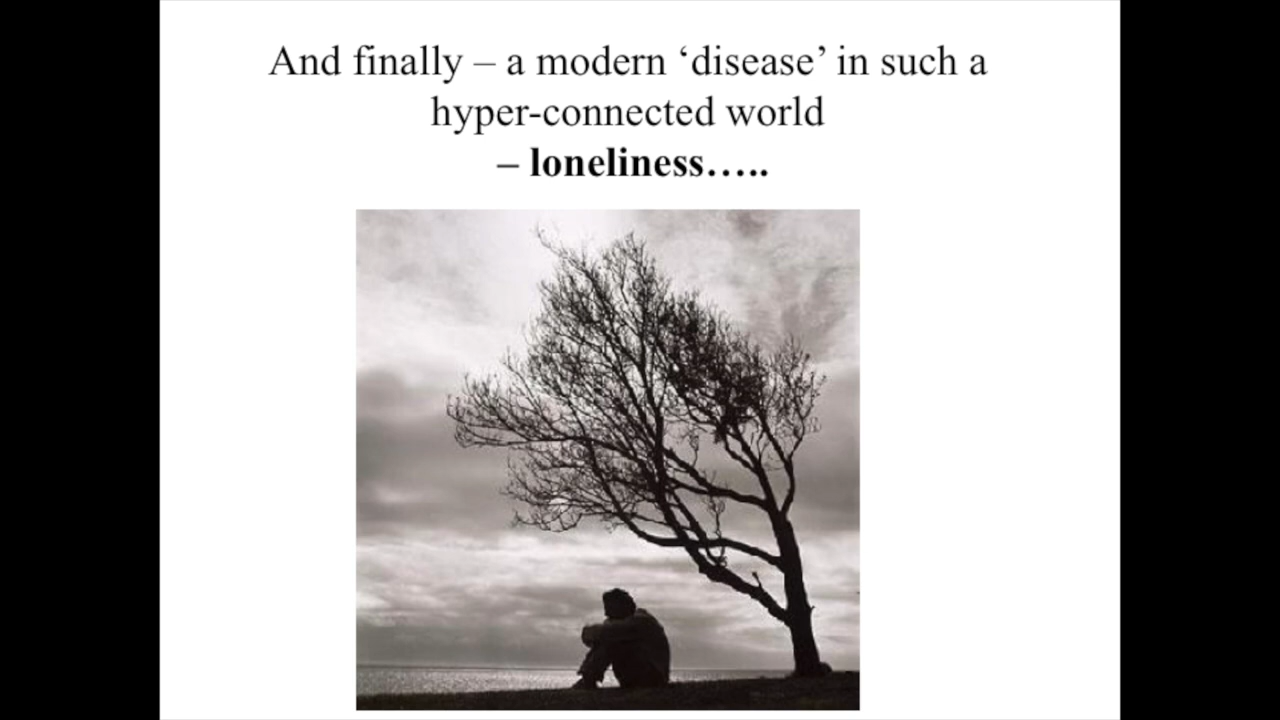 And finally – a modern ‘disease’ in such a
hyper-connected world
– loneliness…..